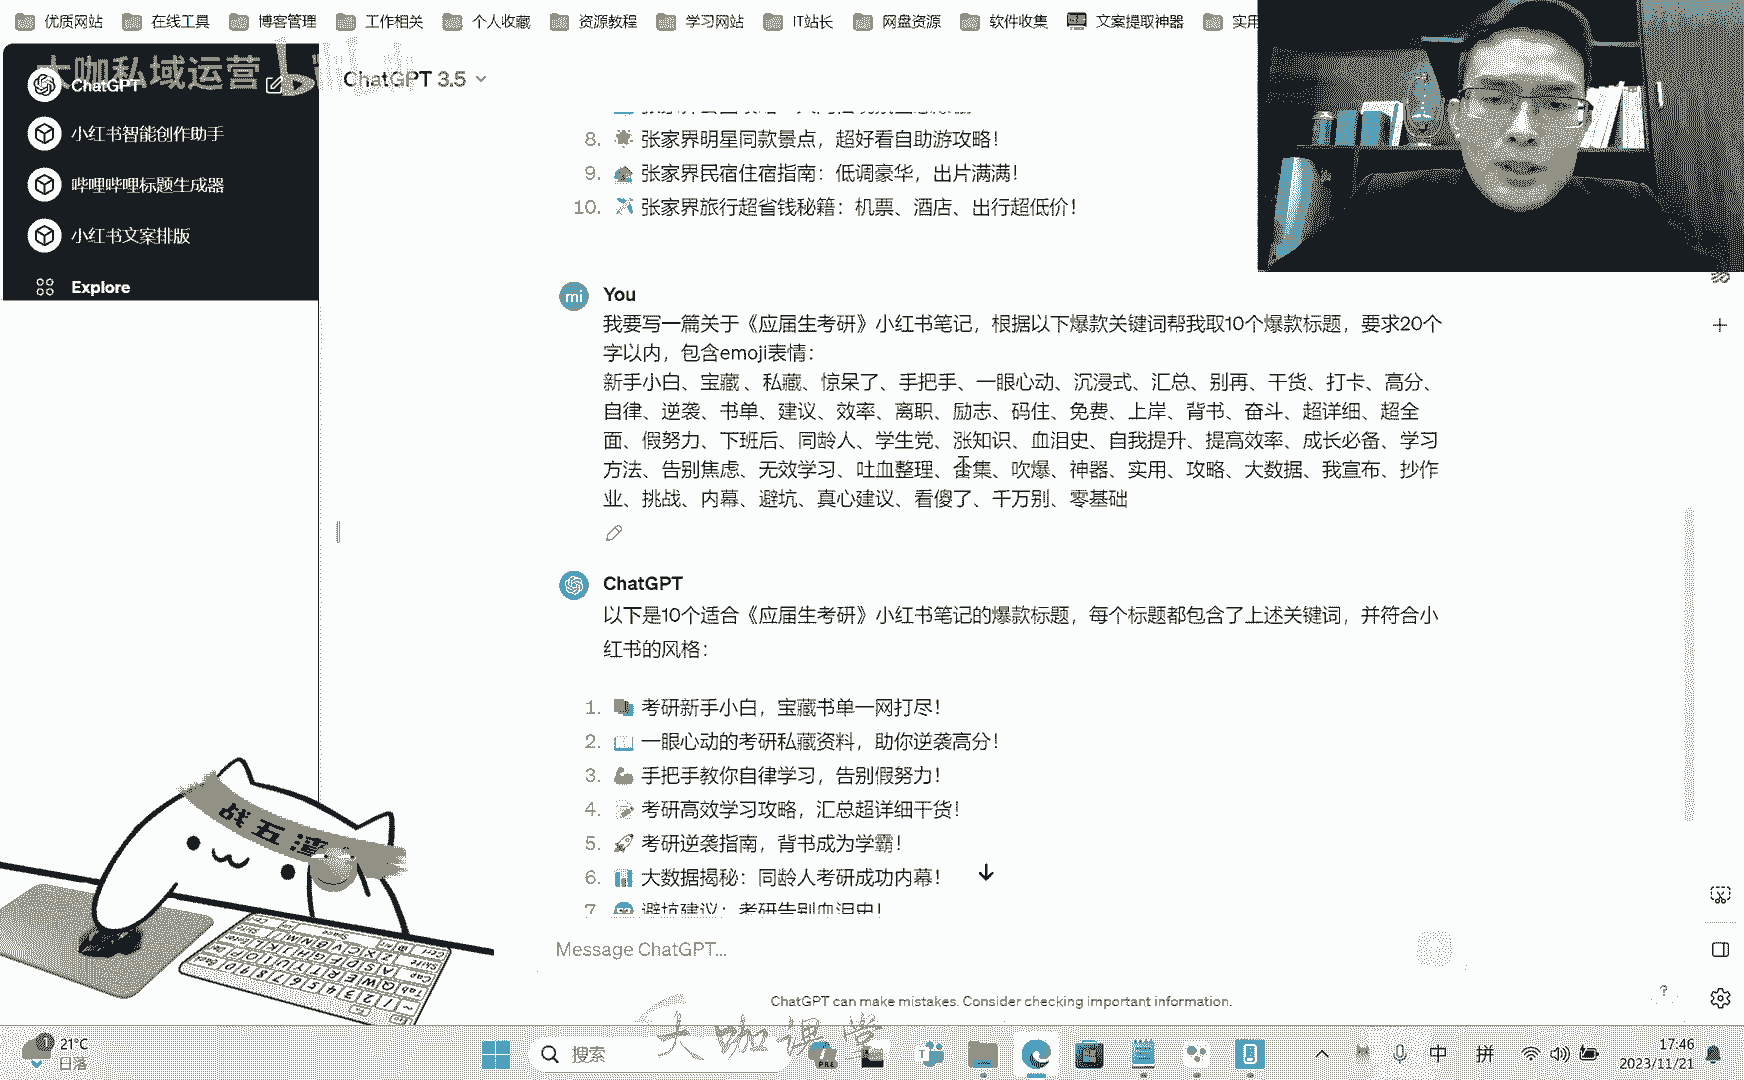 优质网站
在线工具
博客管理
工作相关
个人收藏
资源教程
学习网站
IT站长
网盘资源
软件收集
文案提取神器
实用
大咖私域运营
ChatGPT
小红书智能创作助手
哔哩哔哩标题生成器
小红书文案排版
Explore
ChatGPT 3.5
8. 张家界明星同款景点，超好看自助游攻略！
9. 张家界民宿住宿指南：低调豪华，出片满满！
10. 张家界旅行超省钱秘籍：机票、酒店、出行超低价！
mi
You
我要写一篇关于《应届生考研》小红书笔记，根据以下爆款关键词帮我取10个爆款标题，要求20个
字以内，包含emoji表情：
新手小白、宝藏 、私藏、惊呆了、手把手、一眼心动、沉浸式、汇总、别再、干货、打卡、高分、
自律、逆袭、书单、建议、效率、离职、励志、码住、免费、上岸、背书、奋斗、超详细、超全
面、假努力、下班后、同龄人、学生党、涨知识、血泪史、自我提升、提高效率、成长必备、学习
方法、告别焦虑、无效学习、吐血整理、合集、吹爆、神器、实用、攻略、大数据、我宣布、抄作
业、挑战、内幕、避坑、真心建议、看傻了、千万别、零基础
ChatGPT
以下是10个适合《应届生考研》小红书笔记的爆款标题，每个标题都包含了上述关键词，并符合小
红书的风格：
1. 考研新手小白，宝藏书单一网打尽！
2. 一眼心动的考研私藏资料，助你逆袭高分！
3. 手把手教你自律学习，告别假努力！
4. 考研高效学习攻略，汇总超详细干货！
5. 考研逆袭指南，背书成为学霸！
6. 大数据揭秘：同龄人考研成功内幕！
7. 避坑建议：考研告别血泪史！
Message ChatGPT...
ChatGPT can make mistakes. Consider checking important information.
?
战五渣
大咖课堂
21°C
日落
搜索
中
拼
17:46
2023/11/21